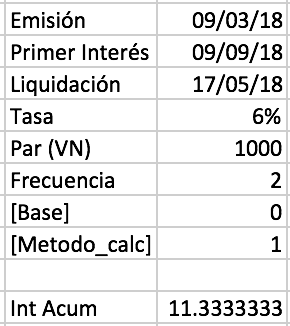 Emisión 09/03/18
Primer Interés 09/09/18
Liquidación 17/05/18
Tasa 6%
Par (VN) 1000
Frecuencia 2
[Base] 0
[Metodo_calc] 1
Int Acum 11.3333333